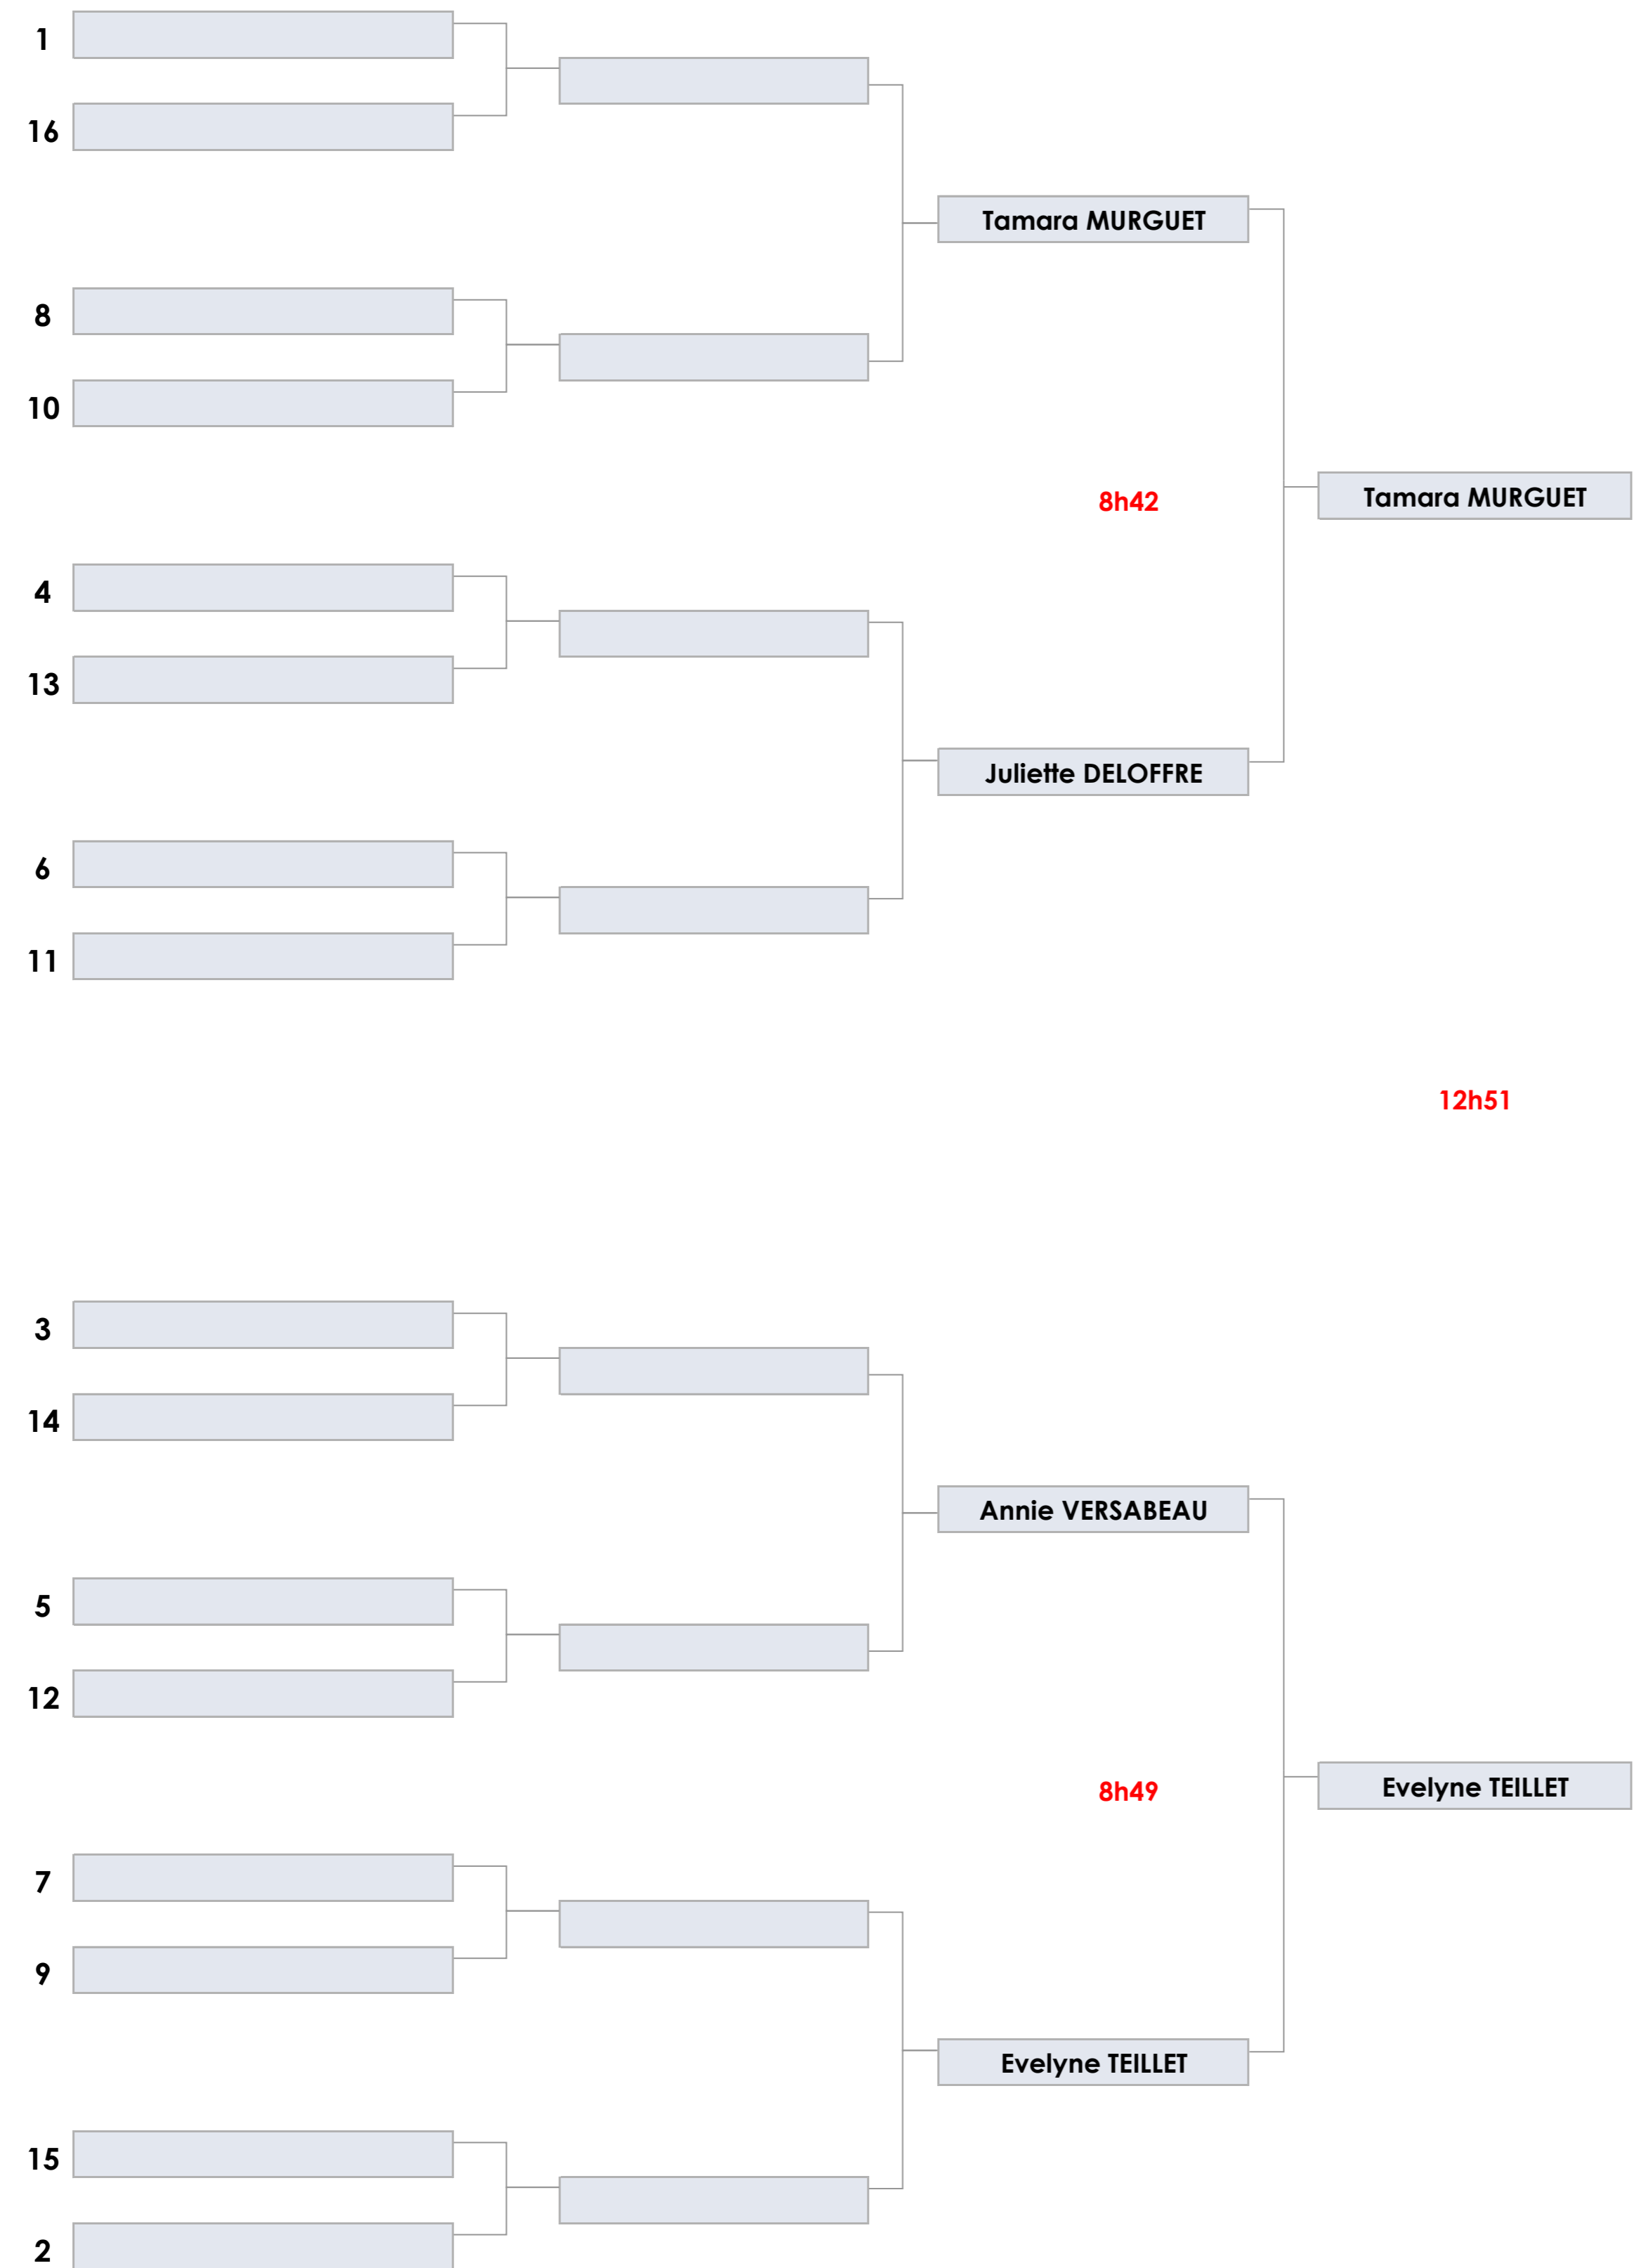 1
16
Tamara MURGUET
8
10
8h42
Tamara MURGUET
4
13
Juliette DELOFFRE
6
11
12h51
3
14
Annie VERSABEAU
5
12
8h49
Evelyne TEILLET
7
9
Evelyne TEILLET
15
2